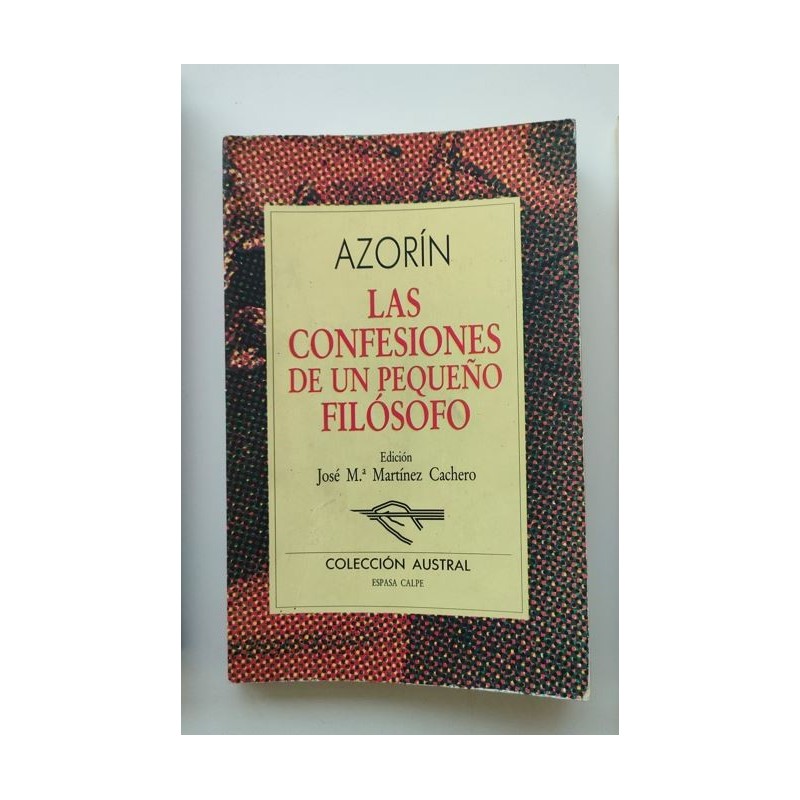 AZORÍN
LAS
CONFESIONES
DE UN PEQUEÑO
FILÓSOFO
Edición
José M.ª Martínez Cachero
COLECCIÓN AUSTRAL
ESPASA CALPE